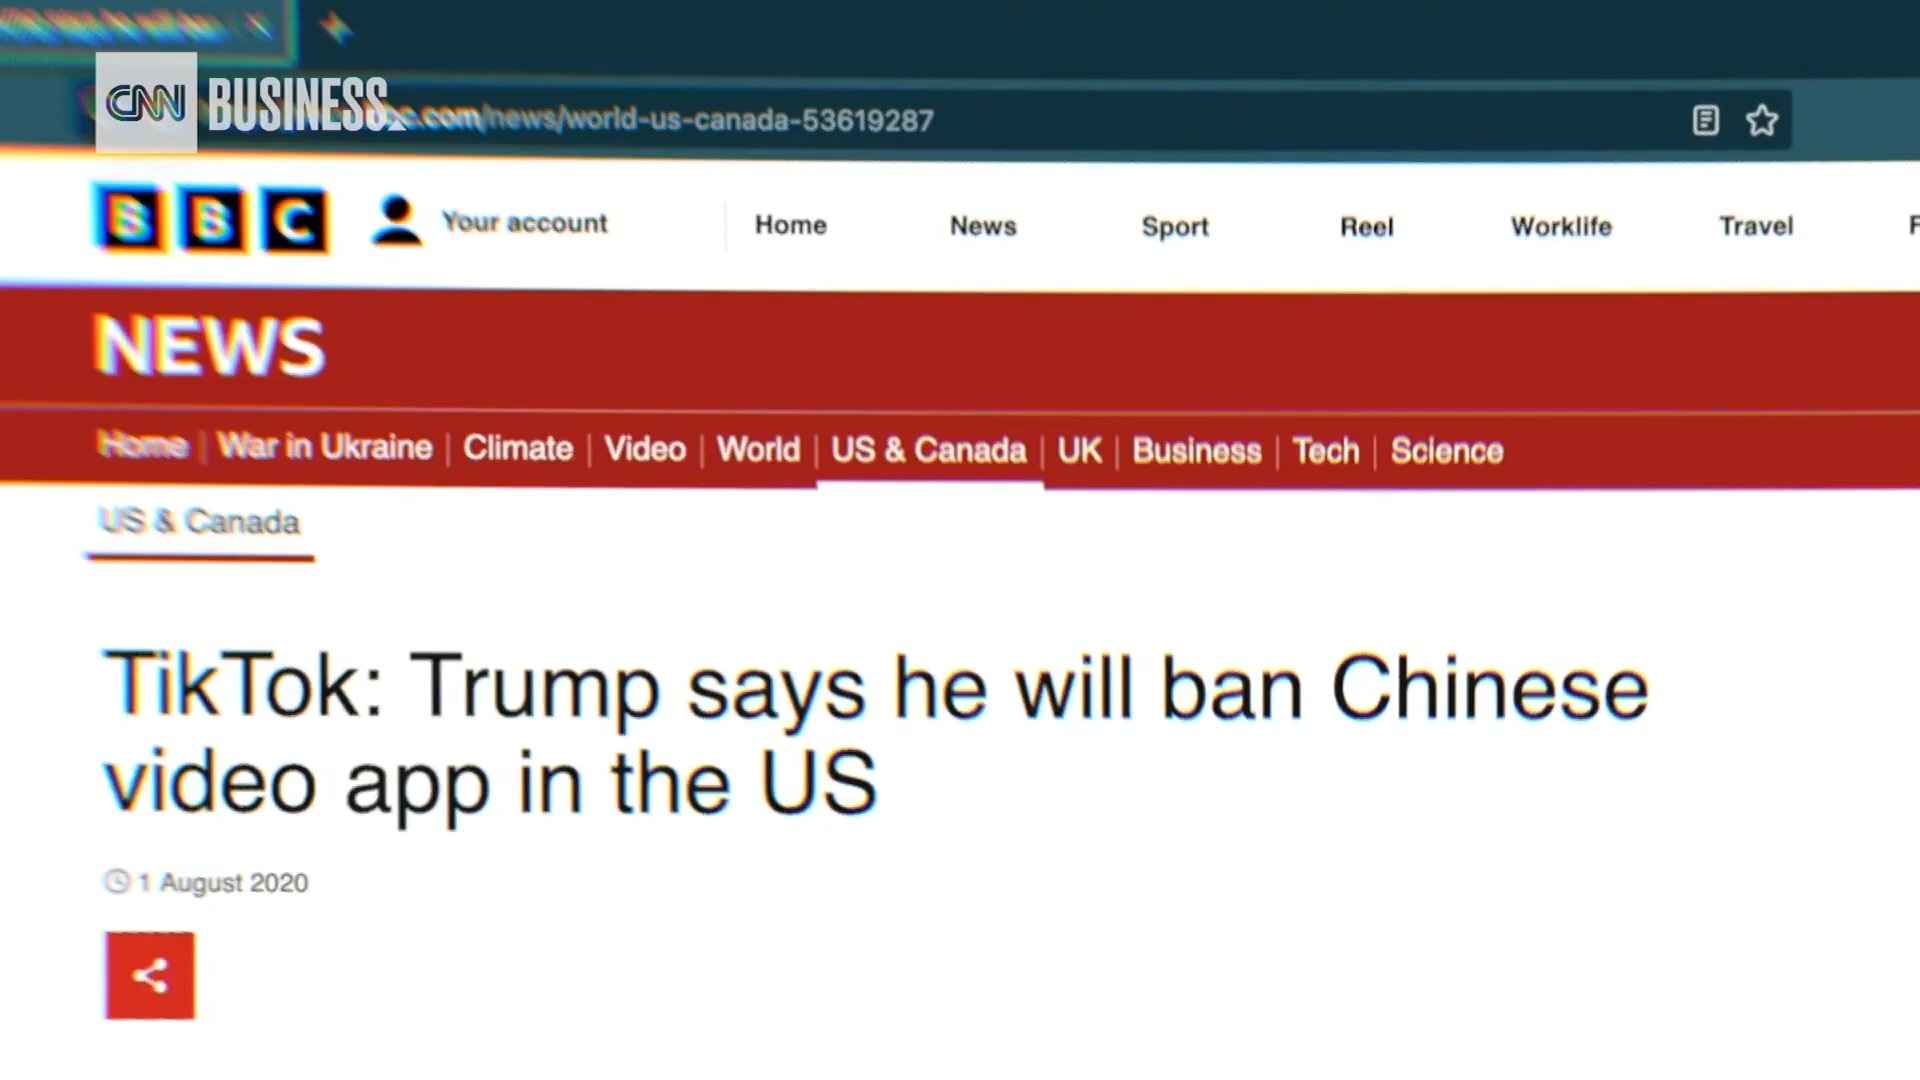 CNN BUSINESS
c.com/news/world-us-canada-53619287
BBC Your account Home News Sport Reel Worklife Travel
NEWS
Home War in Ukraine Climate Video World US & Canada UK Business Tech Science
US & Canada
TikTok: Trump says he will ban Chinese
video app in the US
1 August 2020